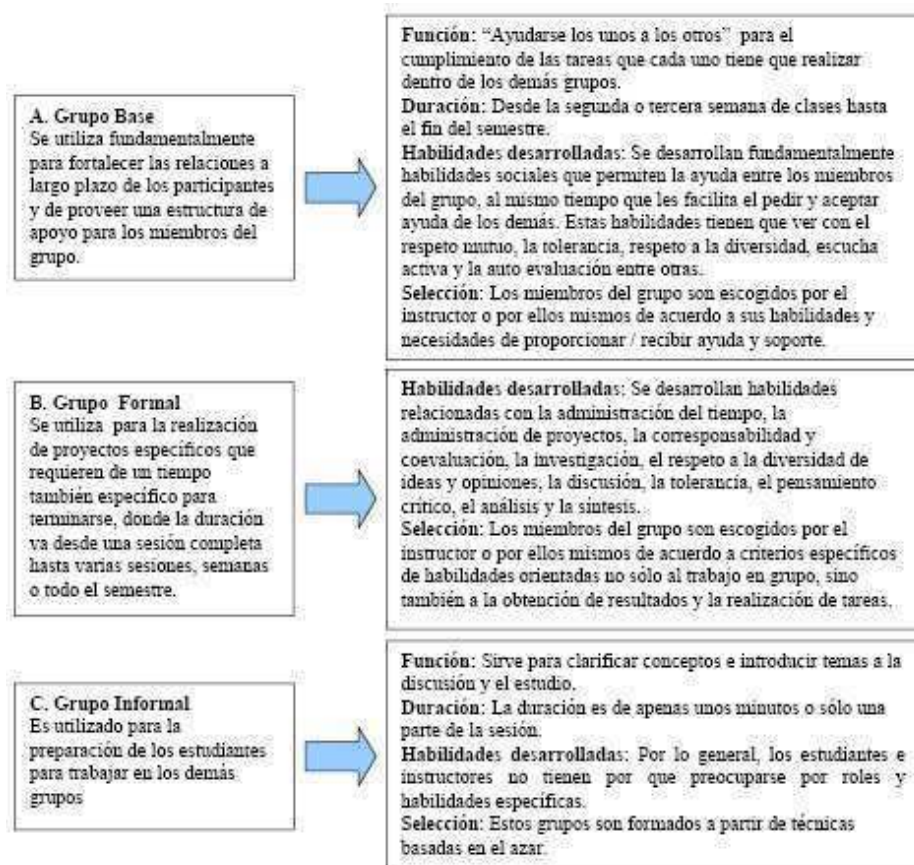 A. Grupo Base
Se utiliza fundamentalmente
para fortalecer las relaciones a
largo plazo de los participantes
y de proveer una estructura de
apoyo para los miembros del
grupo.
Función: “Ayudarse los unos a los otros” para el
cumplimiento de las tareas que cada uno tiene que realizar
dentro de los demás grupos.
Duración: Desde la segunda o tercera semana de clases hasta
el fin del semestre.
Habilidades desarrolladas: Se desarrollan fundamentalmente
habilidades sociales que permiten la ayuda entre los miembros
del grupo, al mismo tiempo que les facilita el pedir y aceptar
ayuda de los demás. Estas habilidades tienen que ver con el
respeto mutuo, la tolerancia, respeto a la diversidad, escucha
activa y la auto evaluación entre otras.
Selección: Los miembros del grupo son escogidos por el
instructor o por ellos mismos de acuerdo a sus habilidades y
necesidades de proporcionar / recibir ayuda y soporte.
B. Grupo Formal
Se utiliza para la realización
de proyectos específicos que
requieren de un tiempo
también específico para
terminarse, donde la duración
va desde una sesión completa
hasta varias sesiones, semanas
o todo el semestre.
Habilidades desarrolladas: Se desarrollan habilidades
relacionadas con la administración del tiempo, la
administración de proyectos, la corresponsabilidad y
coevaluación, la investigación, el respeto a la diversidad de
ideas y opiniones, la discusión, la tolerancia, el pensamiento
crítico, el análisis y la síntesis.
Selección: Los miembros del grupo son escogidos por el
instructor o por ellos mismos de acuerdo a criterios específicos
de habilidades orientadas no sólo al trabajo en grupo, sino
también a la obtención de resultados y la realización de tareas.
C. Grupo Informal
Es utilizado para la
preparación de los estudiantes
para trabajar en los demás
grupos
Función: Sirve para clarificar conceptos e introducir temas a la
discusión y el estudio.
Duración: La duración es de apenas unos minutos o sólo una
parte de la sesión.
Habilidades desarrolladas: Por lo general, los estudiantes e
instructores no tienen por que preocuparse por roles y
habilidades específicas.
Selección: Estos grupos son formados a partir de técnicas
basadas en el azar.